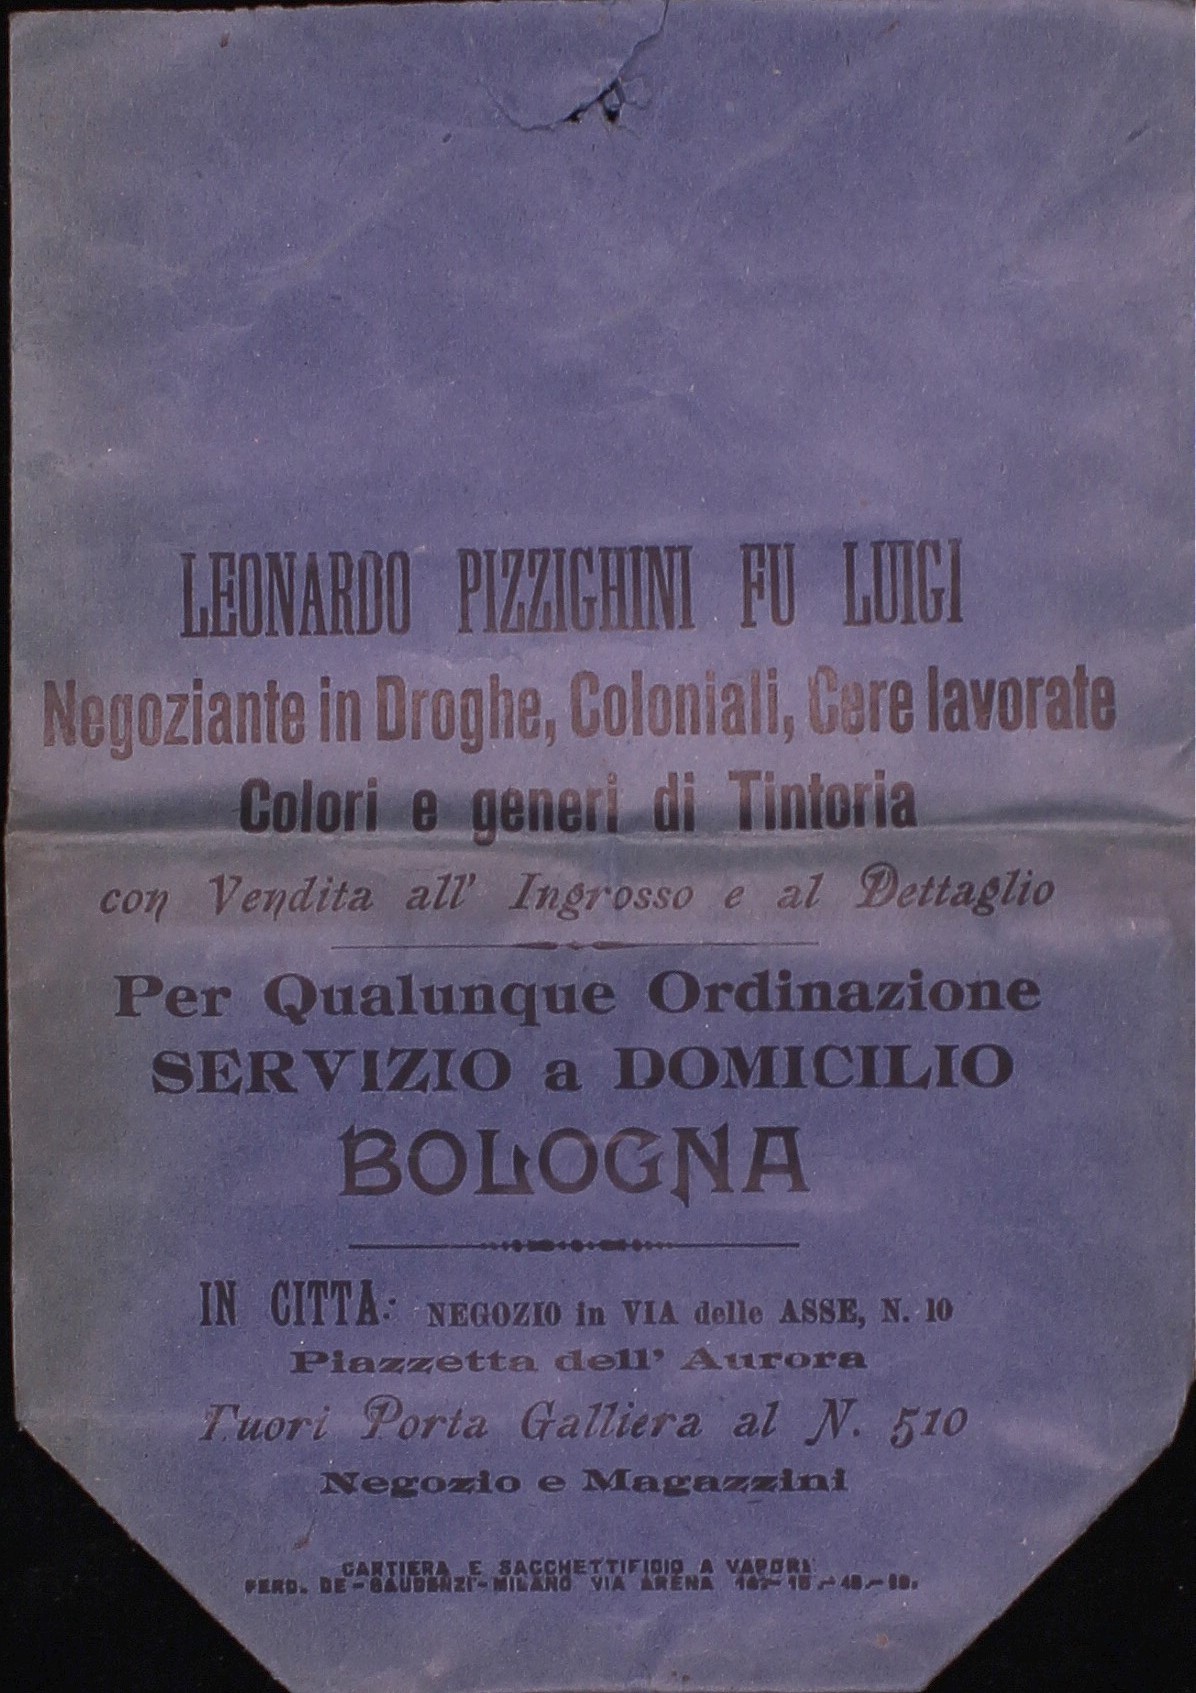 LEONARDO PIZZIGHINI FU LUIGI
Negoziante in Droghe, Coloniali, Cere lavorate
Colori e generi di Tintoria
con Vendita all' Ingrosso e al Dettaglio
Per Qualunque Ordinazione
SERVIZIO a DOMICILIO
BOLOGNA
IN CITTA: NEGOZIO in VIA delle ASSE, N. 10
Piazzetta dell' Aurora
Fuori Porta Galliera al N. 510
Negozio e Magazzini
CARTIERA E SACCHETTIFICIO A VAPORE
FERD. DE-GAUDENZI-MILANO VIA ARENA